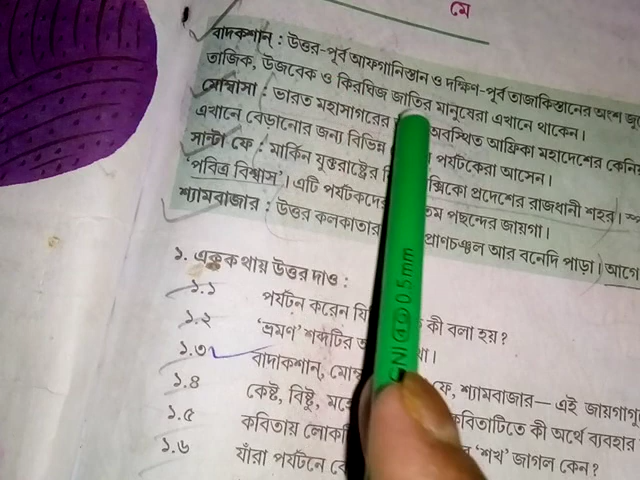 মে
বাদকশান : উত্তর-পূর্ব আফগানিস্তান ও দক্ষিণ-পূর্ব তাজাকিস্তানের অংশ
তাজিক, উজবেক ও কিরঘিজ জাতির মানুষেরা এখানে থাকেন।
মোম্বাসা : ভারত মহাসাগরের অবস্থিত আফ্রিকা মহাদেশের
এখানে বেড়ানোর জন্য বিভিন্ন পর্যটকেরা আসেন।
সান্টা ফে : মার্কিন যুক্তরাষ্ট্রের প্রদেশের রাজধানী শহর।
'পবিত্র বিশ্বাস'। এটি পর্যটকদের পছন্দের জায়গা।
শ্যামবাজার : উত্তর কলকাতার প্রাণচঞ্চল আর বনেদি পাড়া। আগে
১. এককথায় উত্তর দাও :
১.১ পর্যটন করেন কী বলা হয়?
১.২ 'ভ্রমণ' শব্দটির
১.৩ বাদাকশান, ফে, শ্যামবাজার— এই
১.৪ কেষ্ট, বিষ্টু, কবিতাটিতে কী অর্থে ব্যবহার
১.৫ কবিতায় 'শখ' জাগল কেন?
১.৬ যাঁরা পর্যটনে
0.5mm